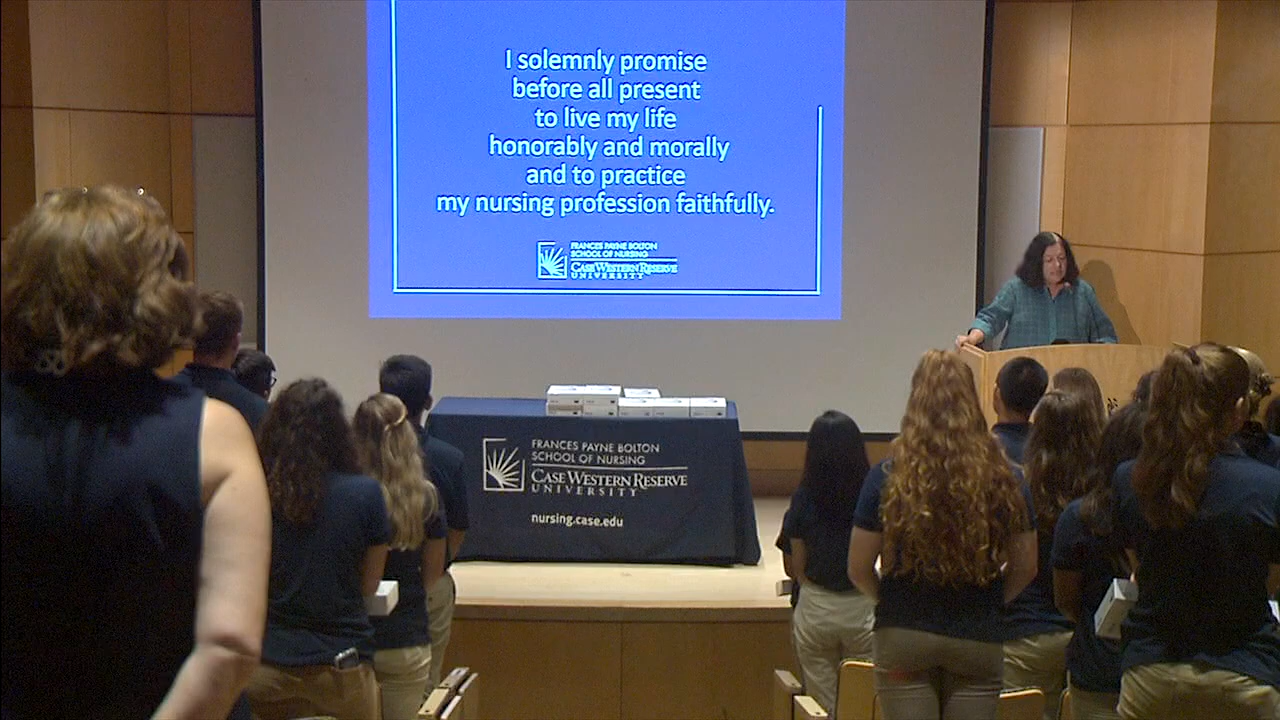 I solemnly promise
before all present
to live my life
honorably and morally
and to practice
my nursing profession faithfully.
FRANCES PAYNE BOLTON
SCHOOL OF NURSING
CASE WESTERN RESERVE
UNIVERSITY
FRANCES PAYNE BOLTON
SCHOOL OF NURSING
CASE WESTERN RESERVE
UNIVERSITY
nursing.case.edu